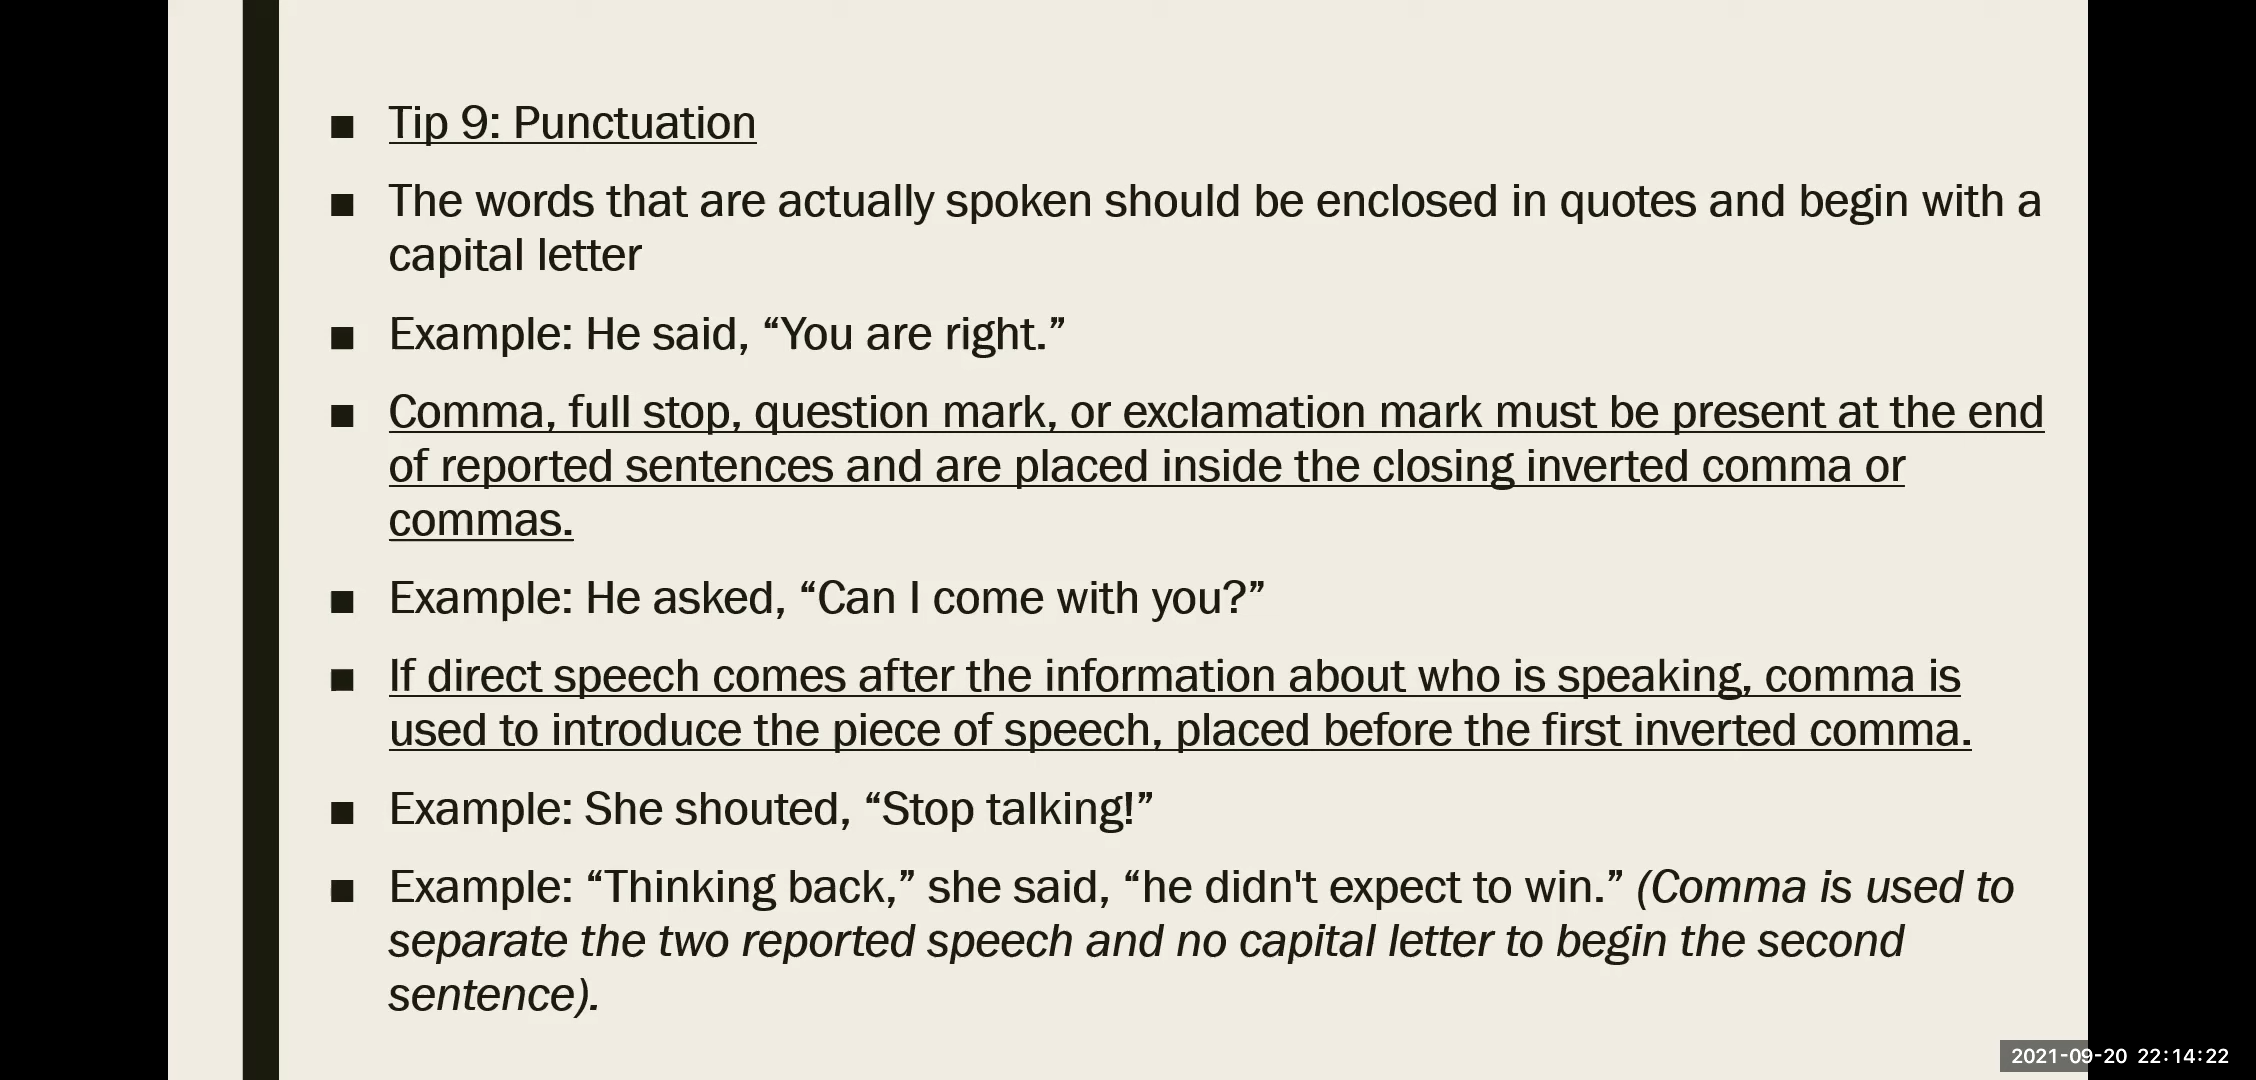 ■ Tip 9: Punctuation
■ The words that are actually spoken should be enclosed in quotes and begin with a
capital letter
■ Example: He said, “You are right.”
■ Comma, full stop, question mark, or exclamation mark must be present at the end
of reported sentences and are placed inside the closing inverted comma or
commas.
■ Example: He asked, “Can I come with you?”
■ If direct speech comes after the information about who is speaking, comma is
used to introduce the piece of speech, placed before the first inverted comma.
■ Example: She shouted, “Stop talking!”
■ Example: “Thinking back,” she said, “he didn't expect to win.” (Comma is used to
separate the two reported speech and no capital letter to begin the second
sentence).
2021-09-20 22:14:22